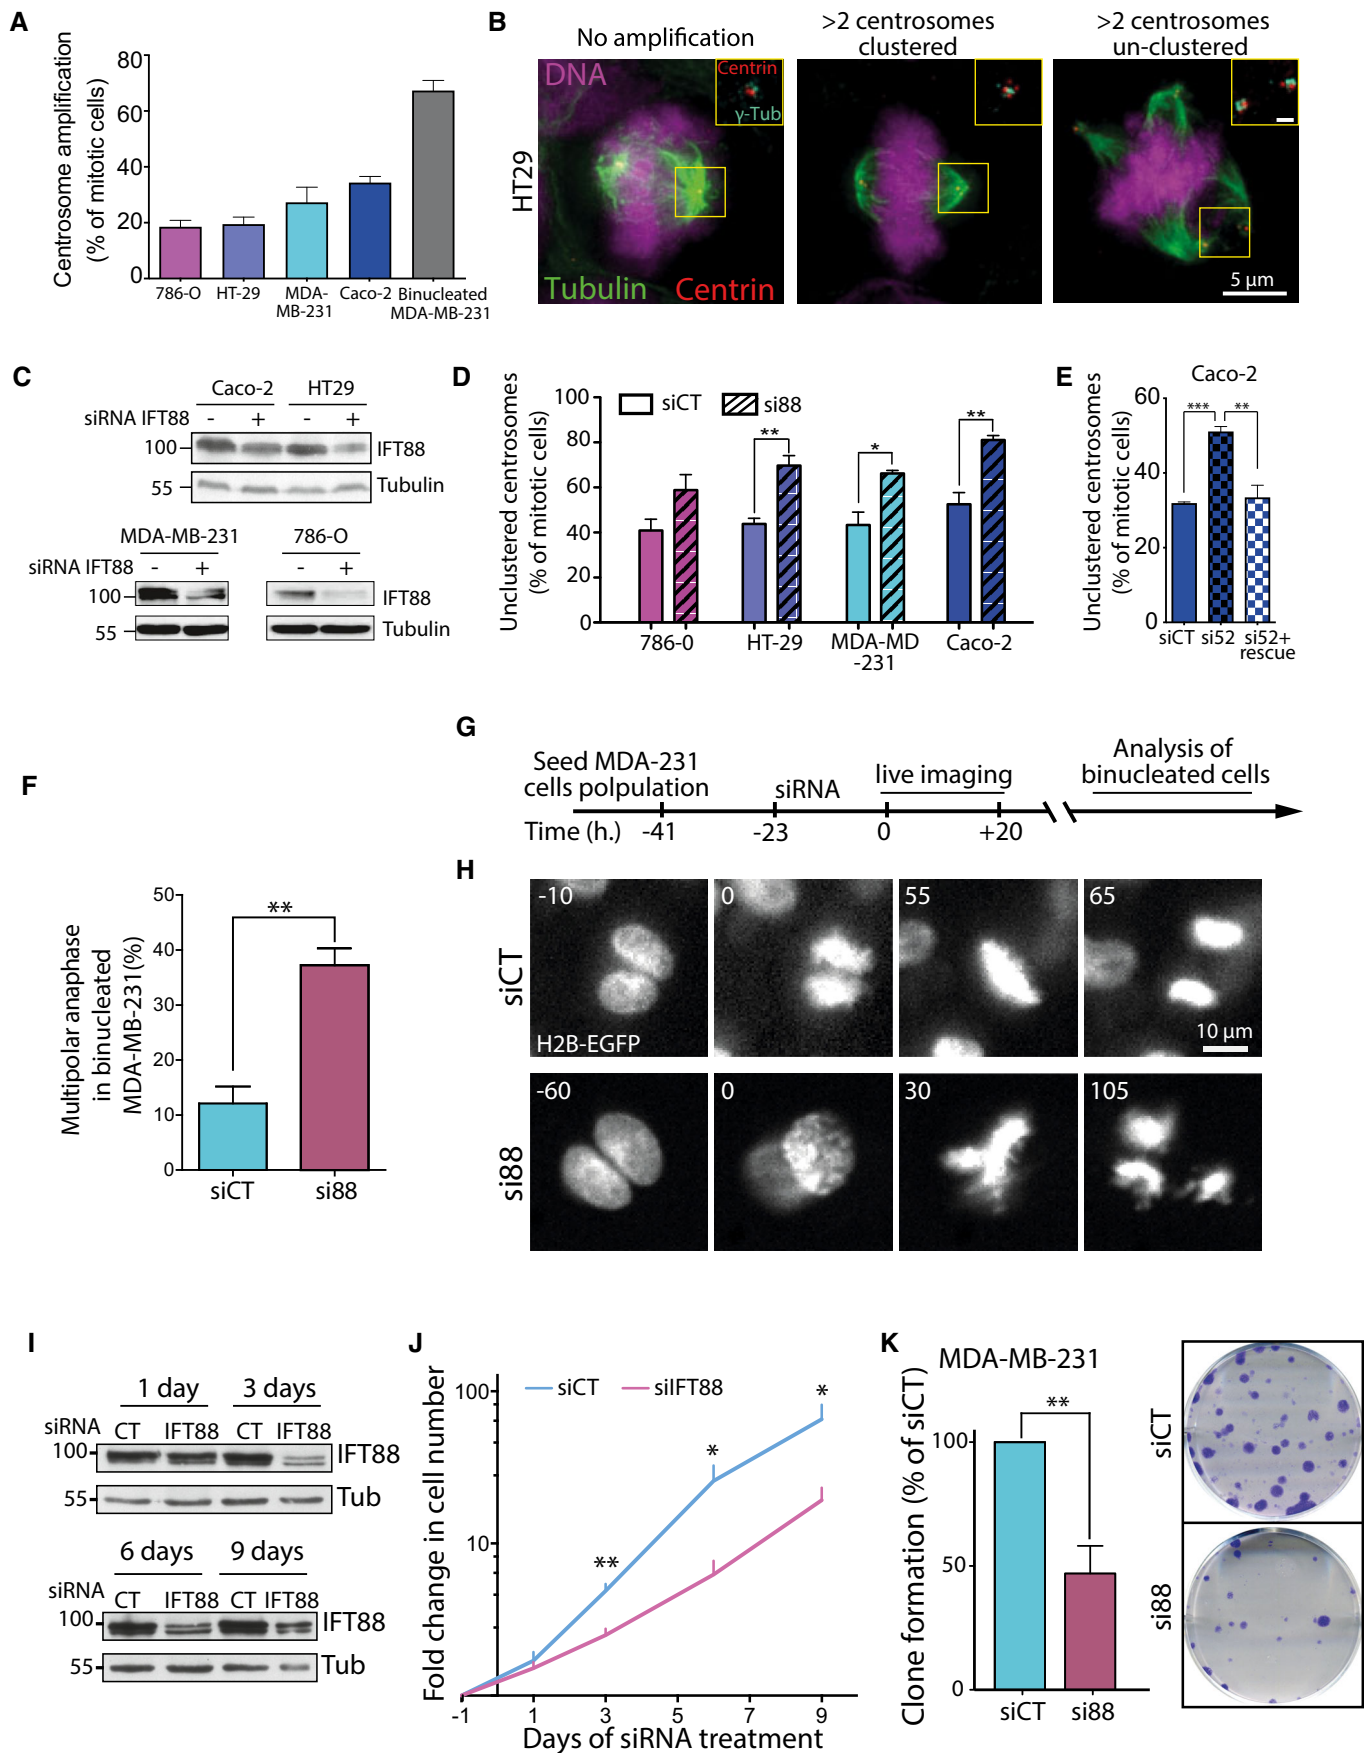 A
Centrosome amplification
(% of mitotic cells)
80
60
40
20
0
786-O
HT-29
MDA-
MB-231
Caco-2
Binucleated
MDA-MB-231
B
No amplification
>2 centrosomes
clustered
>2 centrosomes
un-clustered
HT29
DNA
Centrin
γ-Tub
Tubulin
Centrin
5 µm
C
Caco-2
HT29
siRNA IFT88
-
+
-
+
100
IFT88
55
Tubulin
MDA-MB-231
786-O
siRNA IFT88
-
+
-
+
100
IFT88
55
Tubulin
D
Unclustered centrosomes
(% of mitotic cells)
100
80
60
40
20
0
siCT
si88
**
*
**
786-0
HT-29
MDA-MD
-231
Caco-2
E
Caco-2
Unclustered centrosomes
(% of mitotic cells)
60
40
20
0
***
**
siCT
si52
si52+
rescue
F
Multipolar anaphase
in binucleated
MDA-MB-231(%)
50
40
30
20
10
0
**
siCT
si88
G
Seed MDA-231
cells polpulation
siRNA
live imaging
Analysis of
binucleated cells
Time (h.)
-41
-23
0
+20
H
siCT
-10
0
55
65
H2B-EGFP
10 µm
si88
-60
0
30
105
I
1 day
3 days
siRNA
CT
IFT88
CT
IFT88
100
IFT88
55
Tub
6 days
9 days
siRNA
CT
IFT88
CT
IFT88
100
IFT88
55
Tub
J
Fold change in cell number
100
10
siCT
siIFT88
**
*
*
-1
1
3
5
7
9
Days of siRNA treatment
K
MDA-MB-231
Clone formation (% of siCT)
100
50
0
**
siCT
si88
siCT
si88